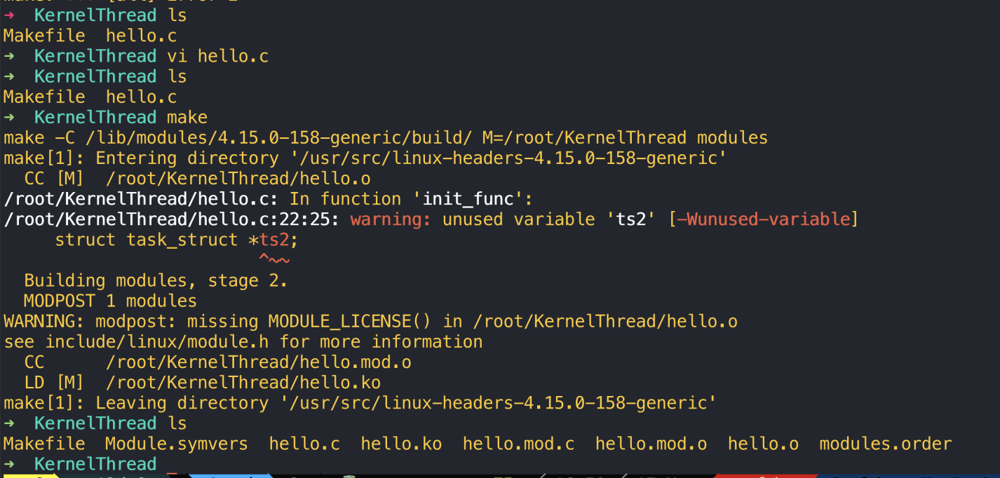 ➜  KernelThread ls
Makefile  hello.c
➜  KernelThread vi hello.c
➜  KernelThread ls
Makefile  hello.c
➜  KernelThread make
make -C /lib/modules/4.15.0-158-generic/build/ M=/root/KernelThread modules
make[1]: Entering directory '/usr/src/linux-headers-4.15.0-158-generic'
  CC [M]  /root/KernelThread/hello.o
/root/KernelThread/hello.c: In function 'init_func':
/root/KernelThread/hello.c:22:25: warning: unused variable 'ts2' [-Wunused-variable]
     struct task_struct *ts2;
                         ^~~
  Building modules, stage 2.
  MODPOST 1 modules
WARNING: modpost: missing MODULE_LICENSE() in /root/KernelThread/hello.o
see include/linux/module.h for more information
  CC      /root/KernelThread/hello.mod.o
  LD [M]  /root/KernelThread/hello.ko
make[1]: Leaving directory '/usr/src/linux-headers-4.15.0-158-generic'
➜  KernelThread ls
Makefile  Module.symvers  hello.c  hello.ko  hello.mod.c  hello.mod.o  hello.o  modules.order
➜  KernelThread